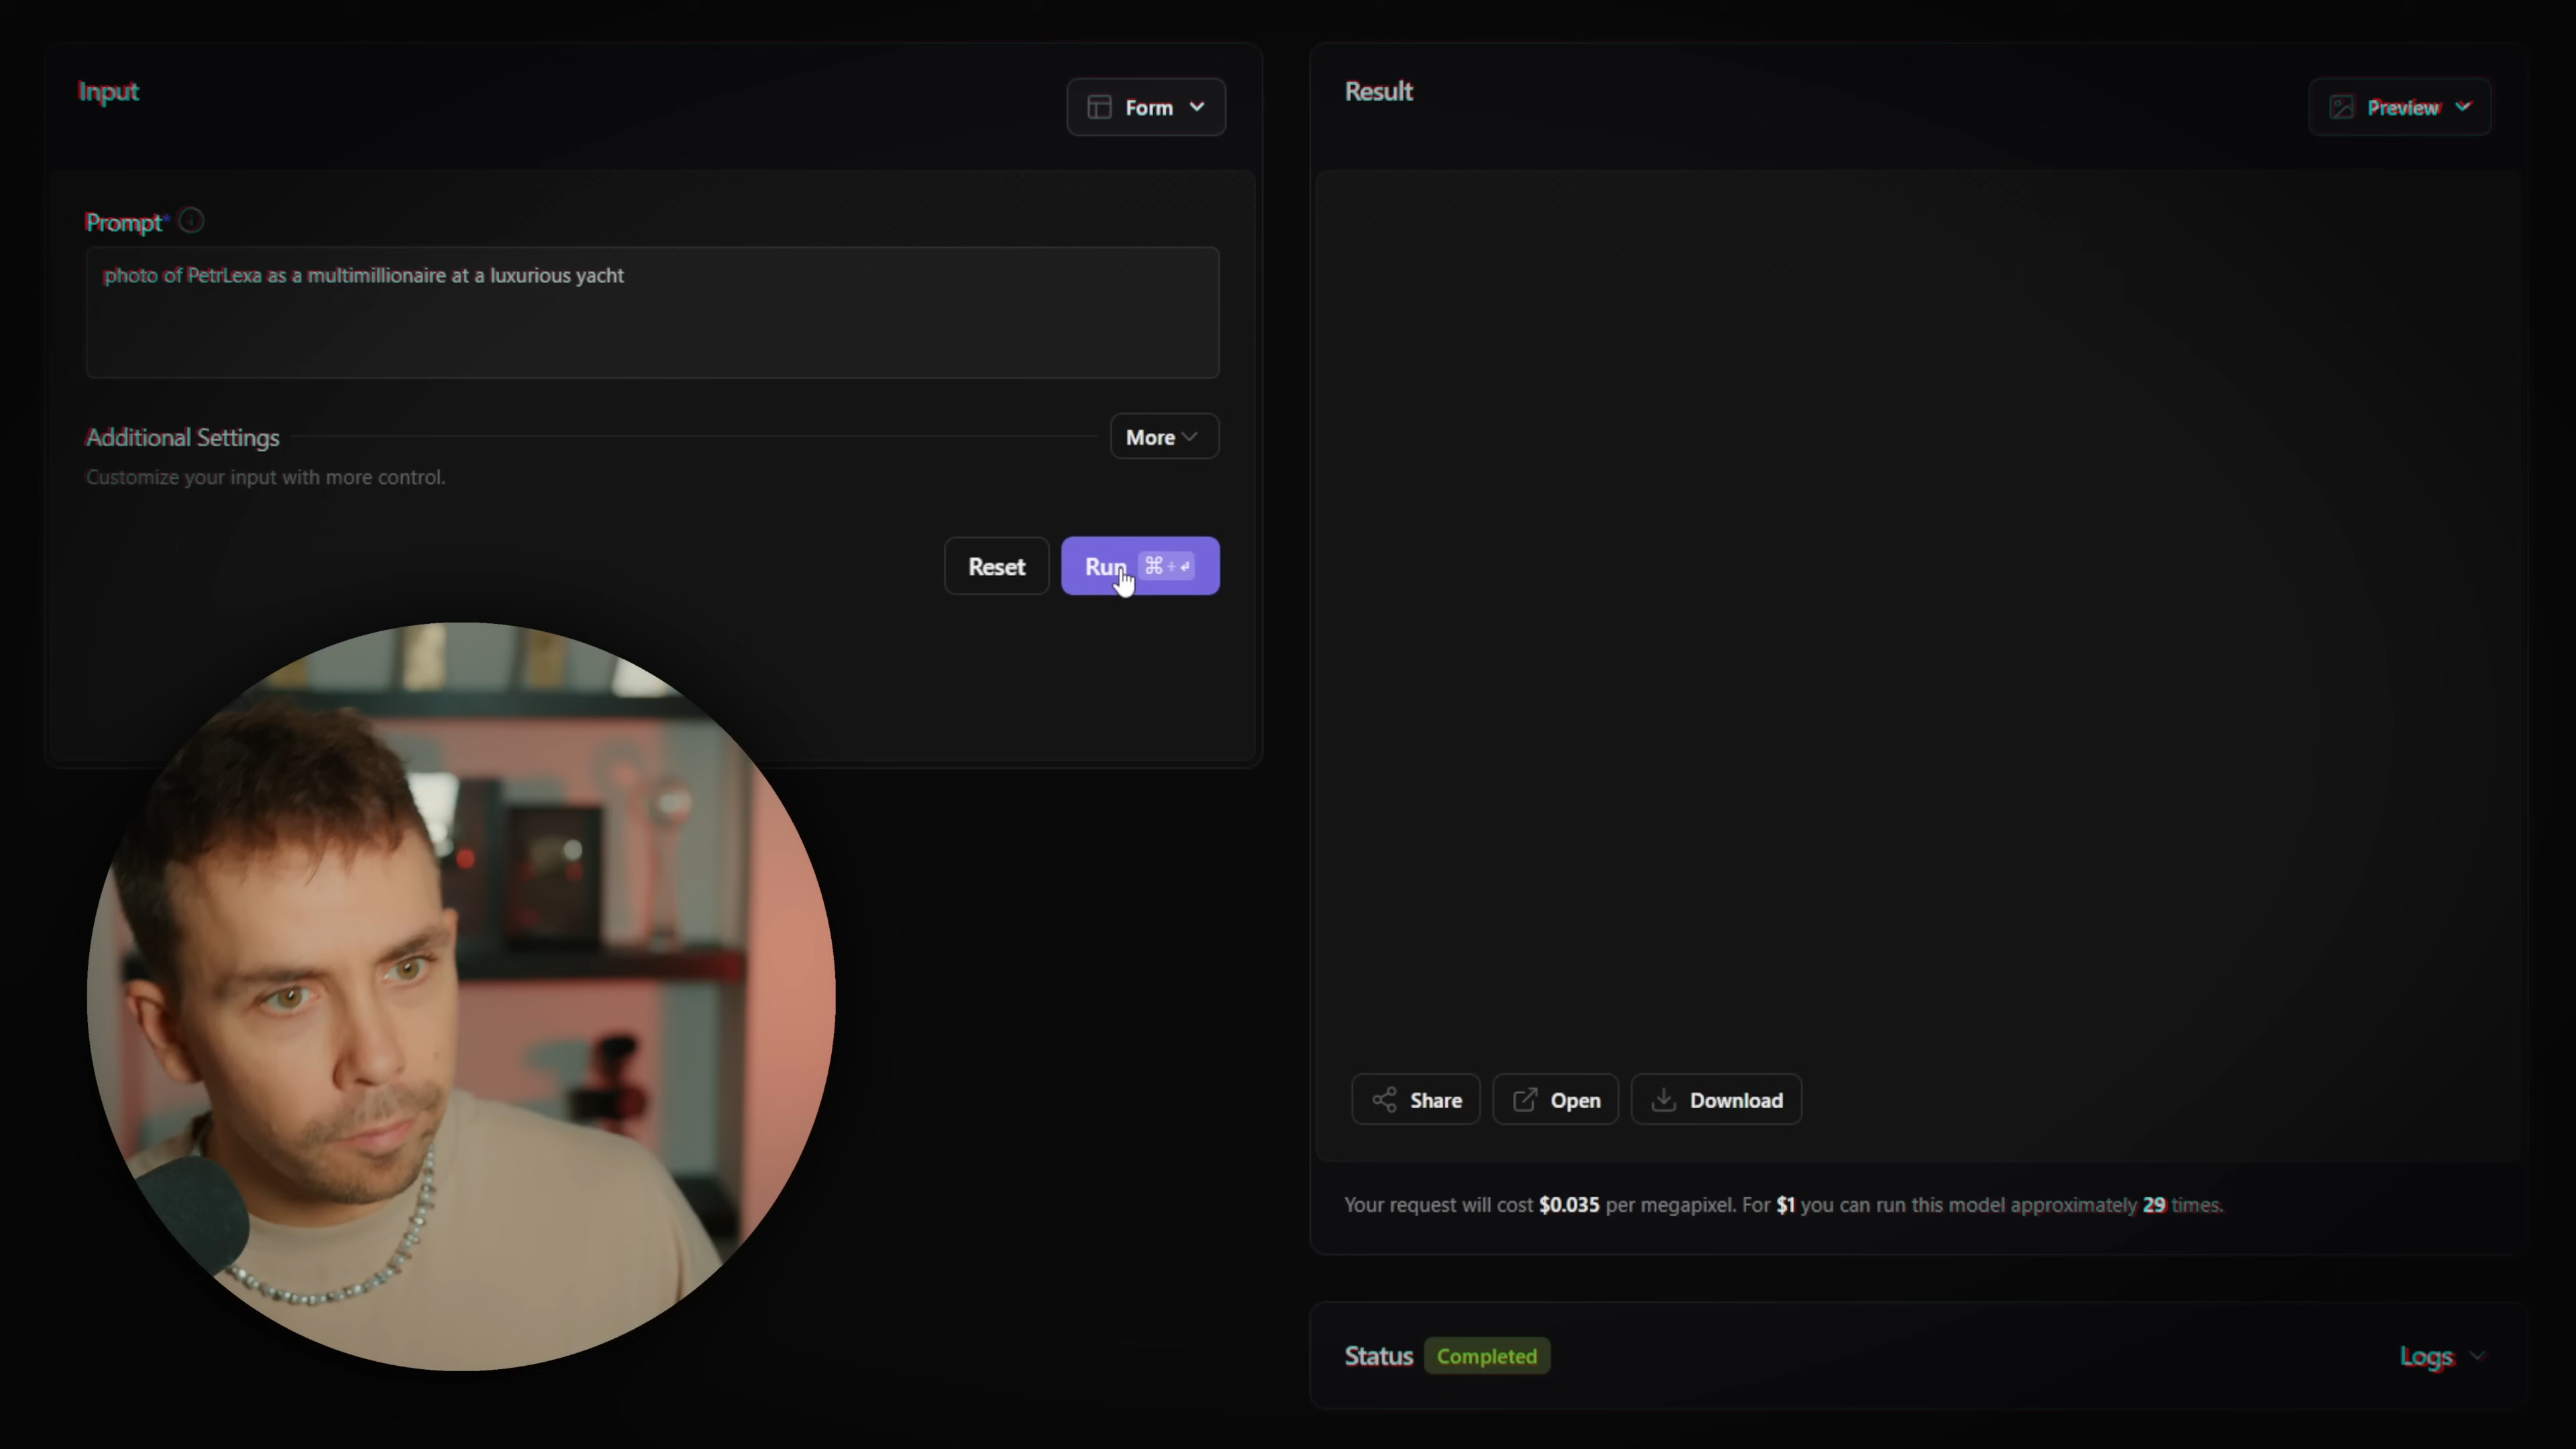 Input
Form
Prompt*
photo of PetrLexa as a multimillionaire at a luxurious yacht
Additional Settings
More
Customize your input with more control.
Reset
Run ⌘+↵
Result
Preview
Share
Open
Download
Your request will cost $0.035 per megapixel. For $1 you can run this model approximately 29 times.
Status Completed
Logs